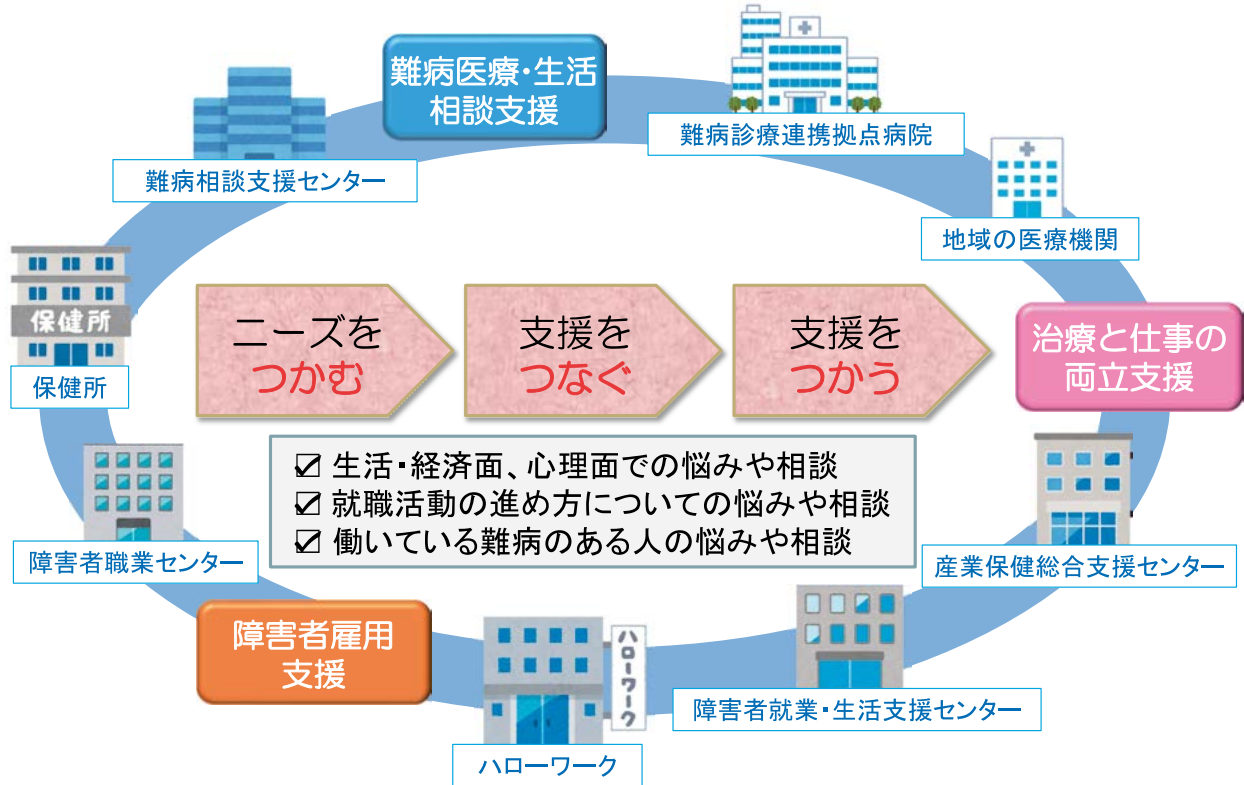 難病医療・生活
相談支援
難病診療連携拠点病院
難病相談支援センター
地域の医療機関
保健所
保健所
ニーズを
つかむ
支援を
つなぐ
支援を
つかう
治療と仕事の
両立支援
☑ 生活・経済面、心理面での悩みや相談
☑ 就職活動の進め方についての悩みや相談
☑ 働いている難病のある人の悩みや相談
障害者職業センター
産業保健総合支援センター
障害者雇用
支援
ハローワーク
障害者就業・生活支援センター
ハローワーク